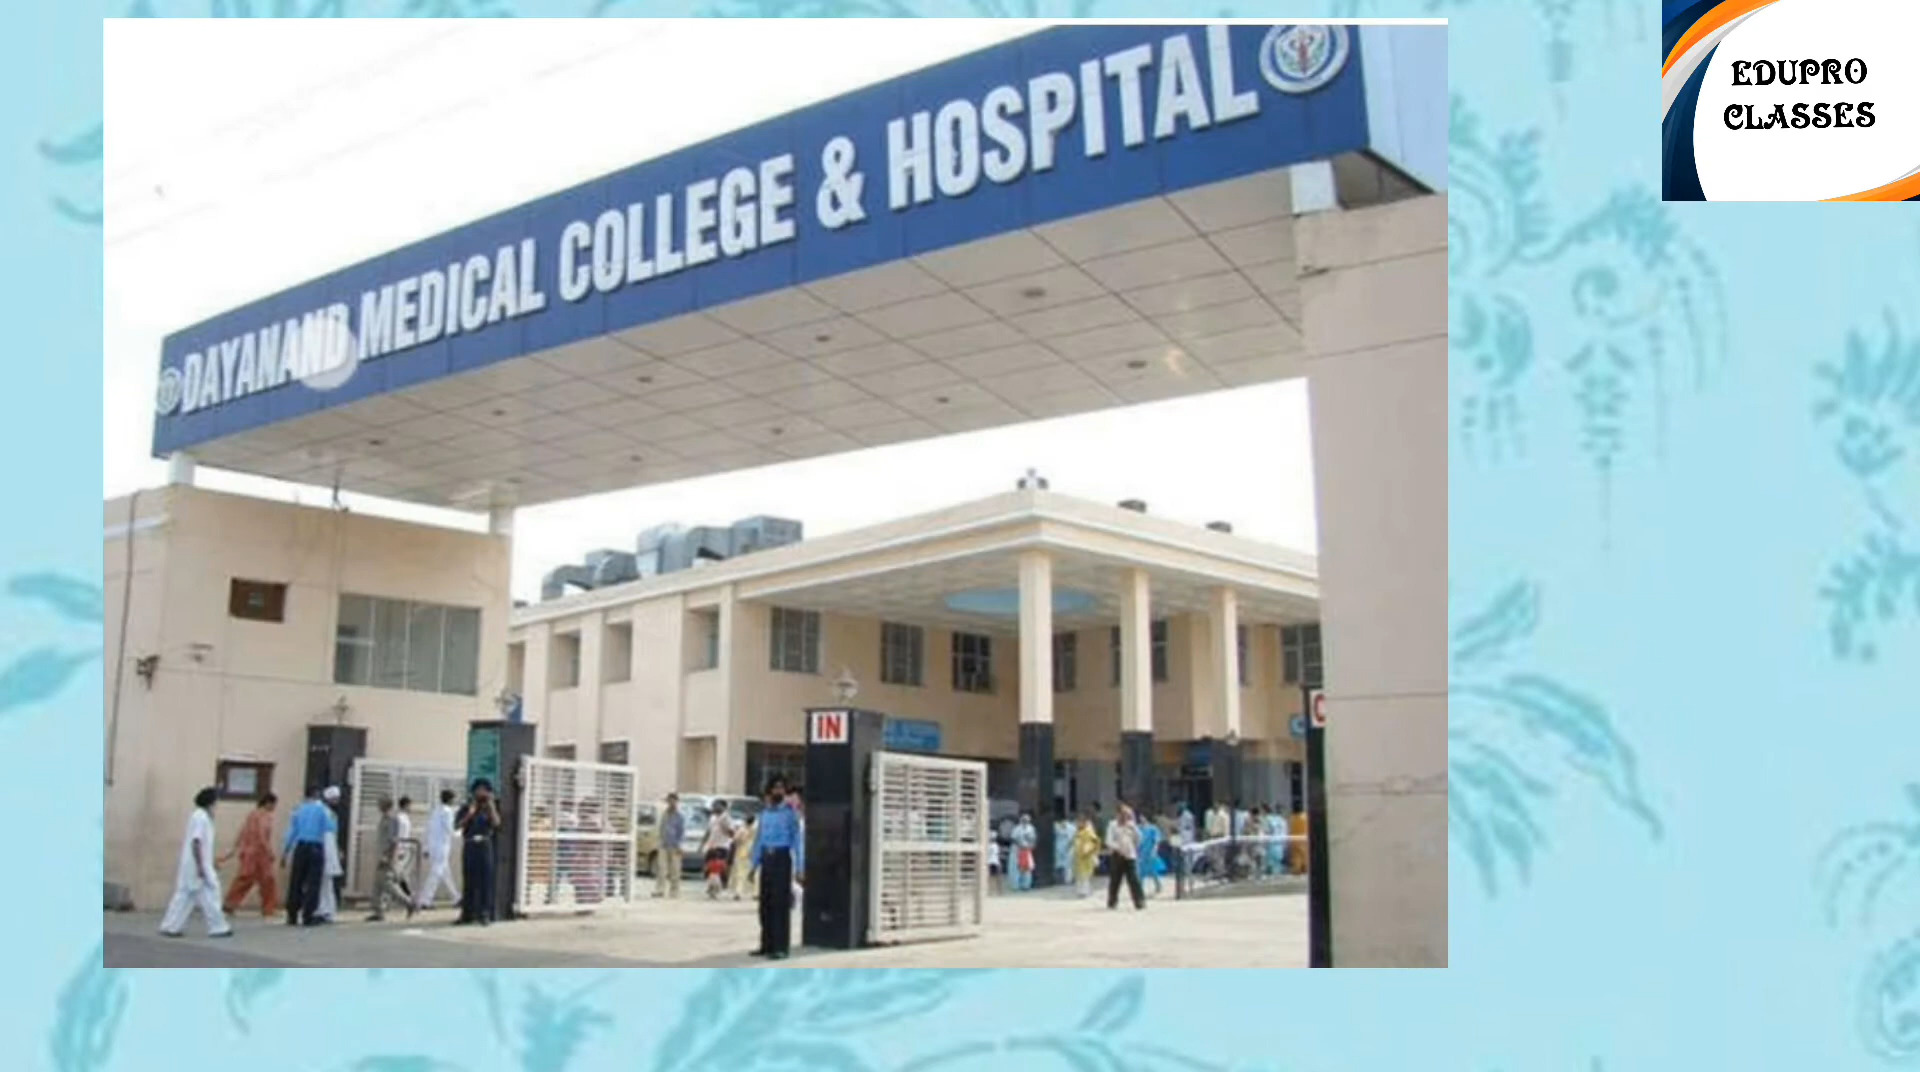 DAYANAND MEDICAL COLLEGE & HOSPITAL
EDUPRO
CLASSES
IN